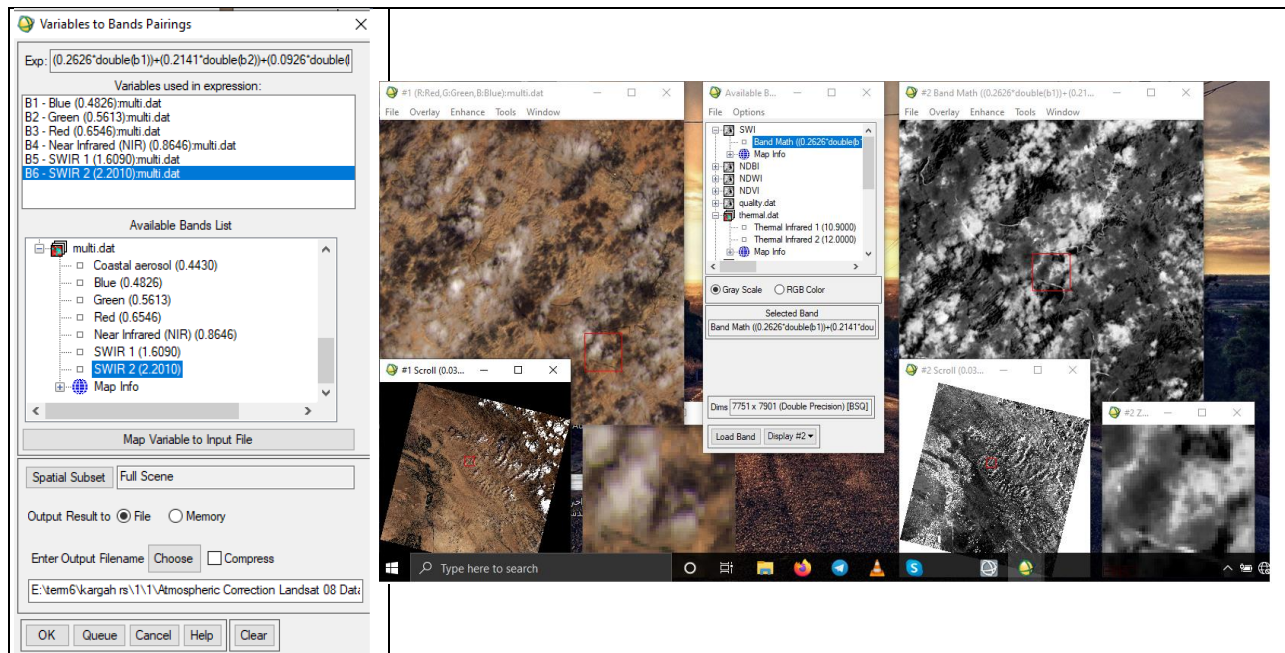 Variables to Bands Pairings
Exp: (0.2626*double(b1))+(0.2141*double(b2))+(0.0926*double(
Variables used in expression:
B1 - Blue (0.4826):multi.dat
B2 - Green (0.5613):multi.dat
B3 - Red (0.6546):multi.dat
B4 - Near Infrared (NIR) (0.8646):multi.dat
B5 - SWIR 1 (1.6090):multi.dat
B6 - SWIR 2 (2.2010):multi.dat
Available Bands List
multi.dat
Coastal aerosol (0.4430)
Blue (0.4826)
Green (0.5613)
Red (0.6546)
Near Infrared (NIR) (0.8646)
SWIR 1 (1.6090)
SWIR 2 (2.2010)
Map Info
Map Variable to Input File
Spatial Subset Full Scene
Output Result to File Memory
Enter Output Filename Choose Compress
E:\term6\kargah rs\1\1\Atmospheric Correction Landsat 08 Data
OK Queue Cancel Help Clear
#1 (R:Red,G:Green,B:Blue):multi.dat
File Overlay Enhance Tools Window
#1 Scroll (0.03...
Available B...
File Options
SWI
Band Math ((0.2626*double(b
Map Info
NDBI
NDWI
NDVI
quality.dat
thermal.dat
Thermal Infrared 1 (10.9000)
Thermal Infrared 2 (12.0000)
Map Info
Gray Scale RGB Color
Selected Band
Band Math ((0.2626*double(b1))+(0.2141*dou
Dims 7751 x 7901 (Double Precision) [BSQ]
Load Band Display #2
#2 Band Math ((0.2626*double(b1))+(0.21...
File Overlay Enhance Tools Window
#2 Scroll (0.03...
#2 Z...
Type here to search